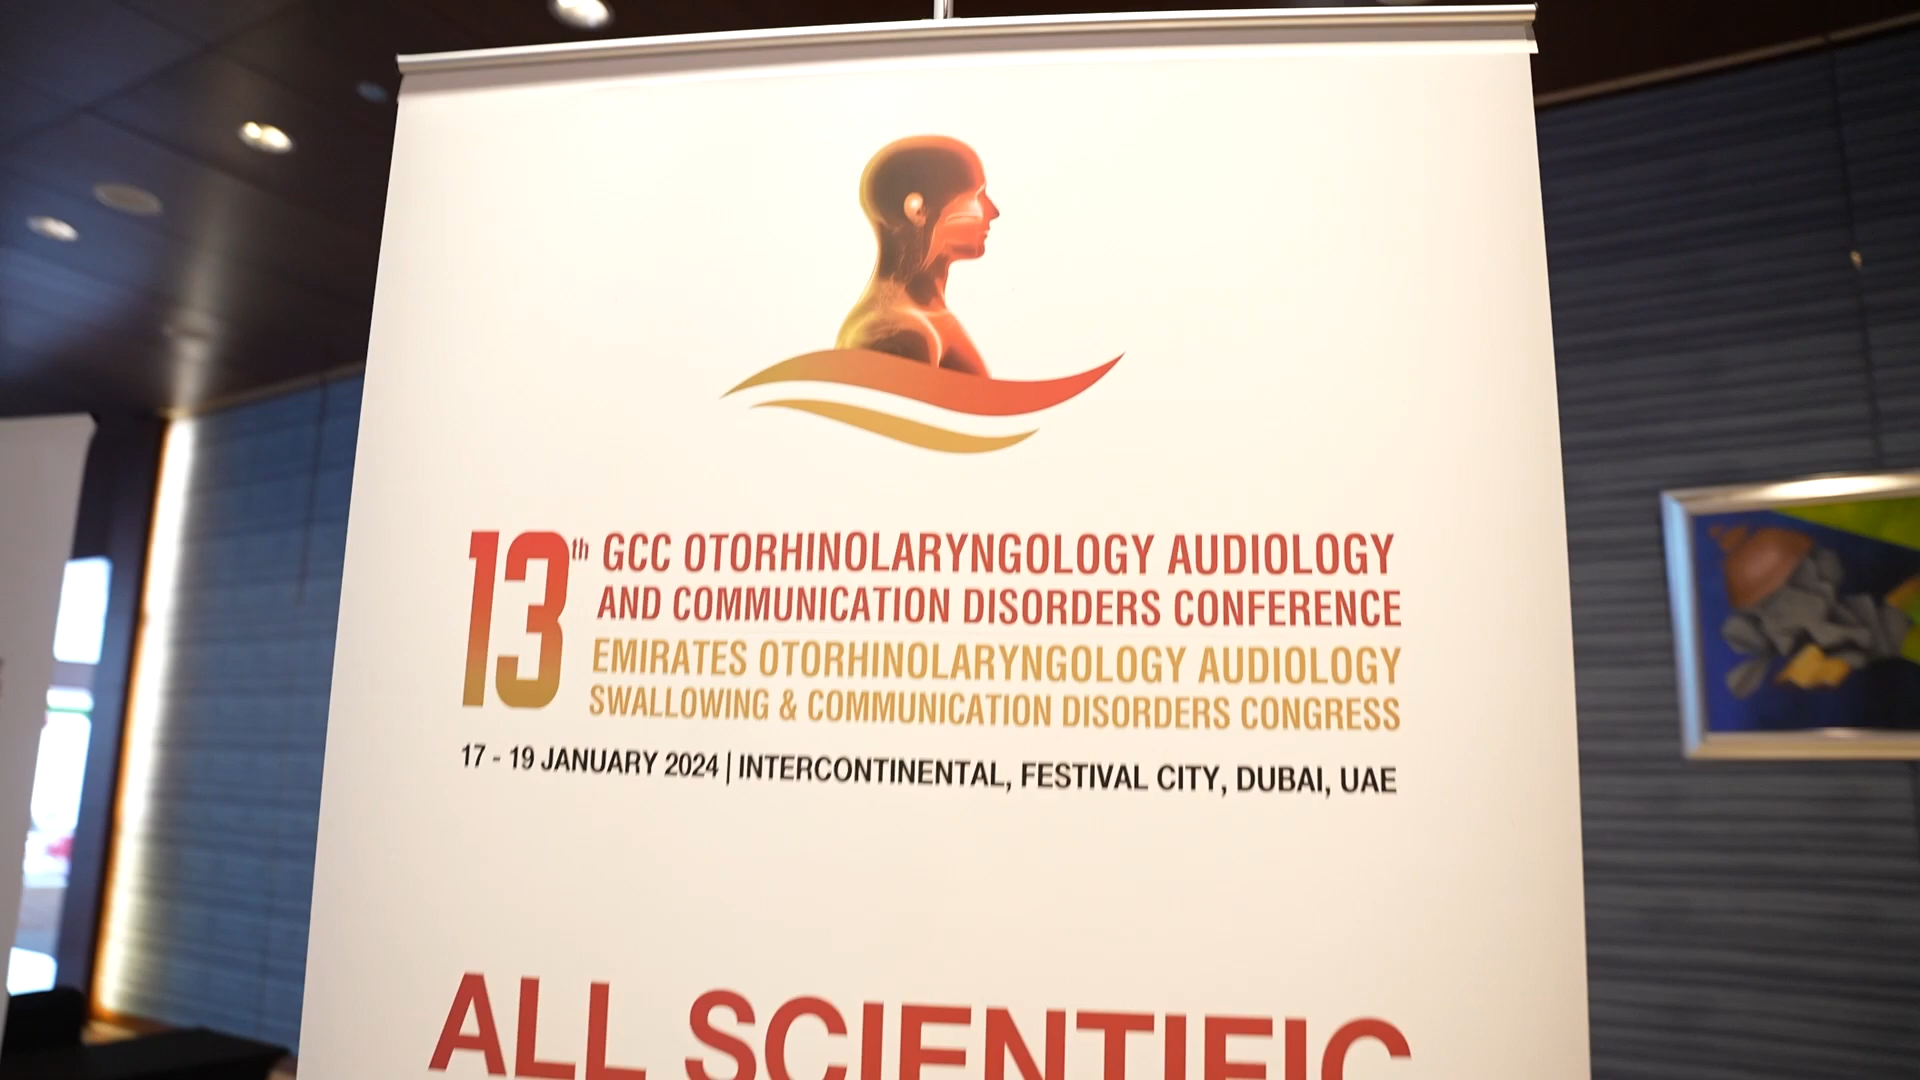 13th GCC OTORHINOLARYNGOLOGY AUDIOLOGY
AND COMMUNICATION DISORDERS CONFERENCE
EMIRATES OTORHINOLARYNGOLOGY AUDIOLOGY
SWALLOWING & COMMUNICATION DISORDERS CONGRESS
17 - 19 JANUARY 2024 | INTERCONTINENTAL, FESTIVAL CITY, DUBAI, UAE
ALL SCIENTIFIC